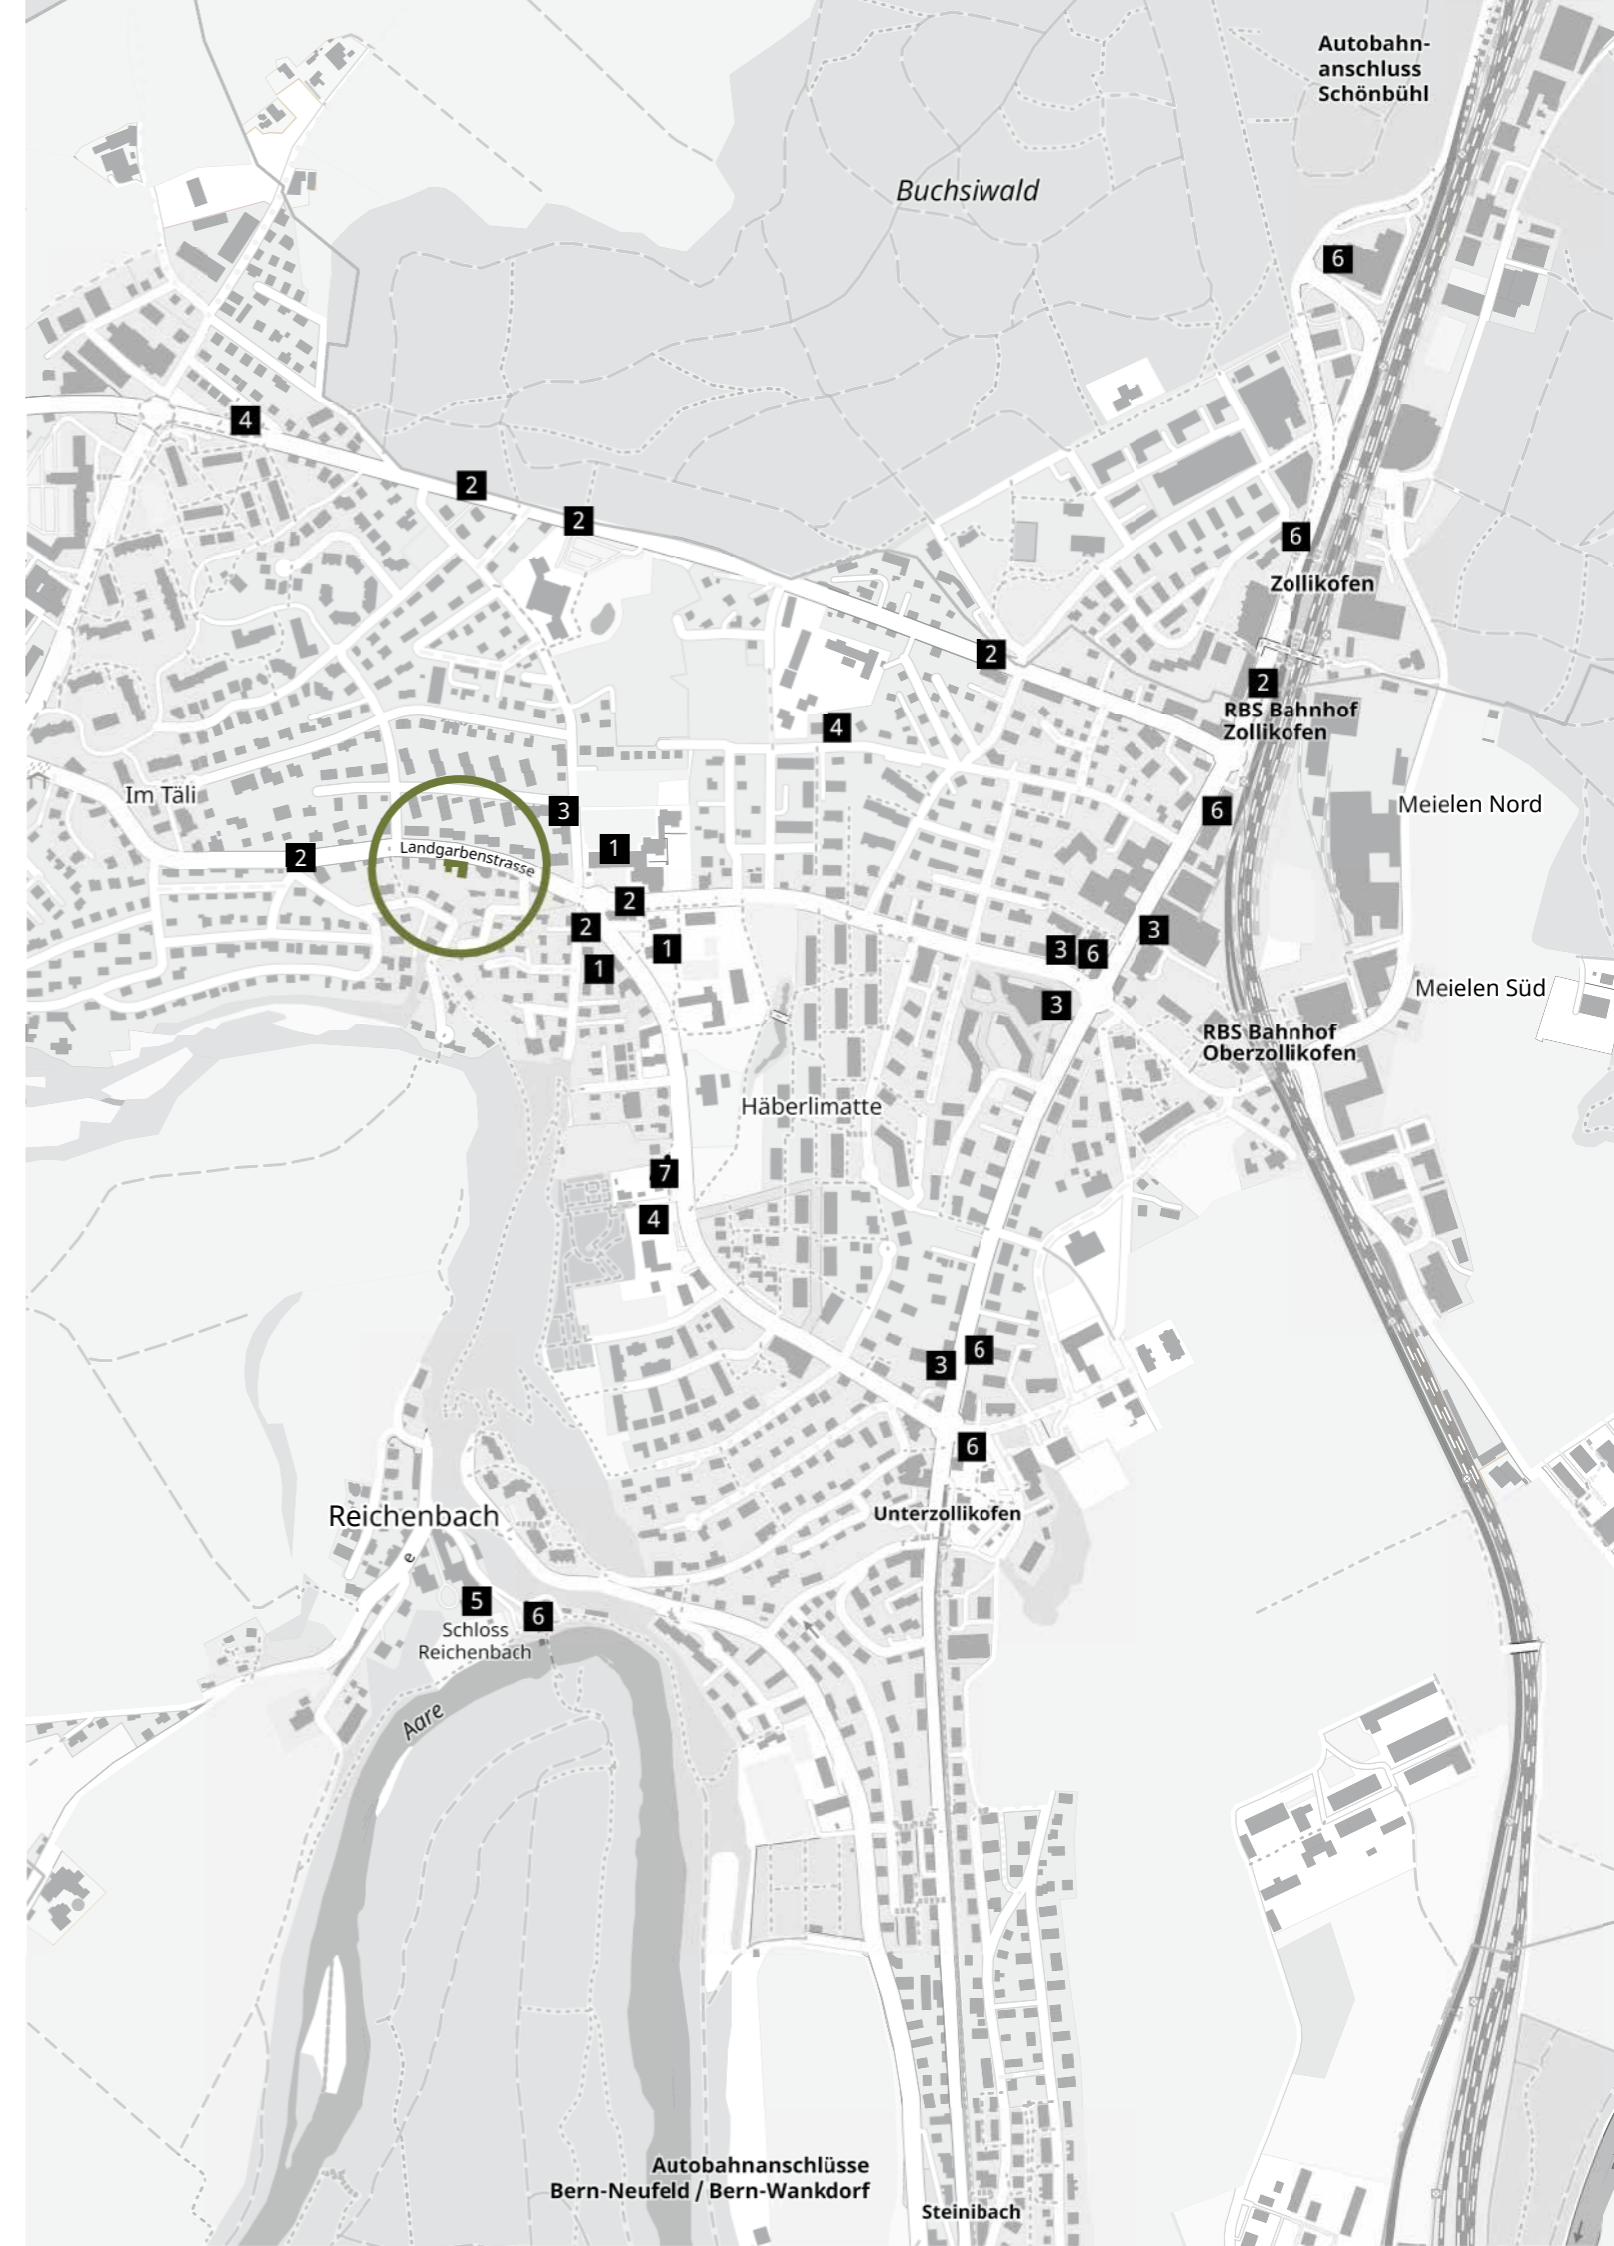 Autobahn-
anschluss
Schönbühl
Buchsiwald
6
4
2
2
6
Zollikofen
2
2
RBS Bahnhof
Zollikofen
4
Im Täli
Meielen Nord
3
6
1
Landgarbenstrasse
2
2
2
3
1
3
6
1
Meielen Süd
3
RBS Bahnhof
Oberzollikofen
Häberlimatte
7
4
6
3
6
Reichenbach
Unterzollikofen
e
5
6
Schloss
Reichenbach
Aare
Autobahnanschlüsse
Bern-Neufeld / Bern-Wankdorf
Steinibach